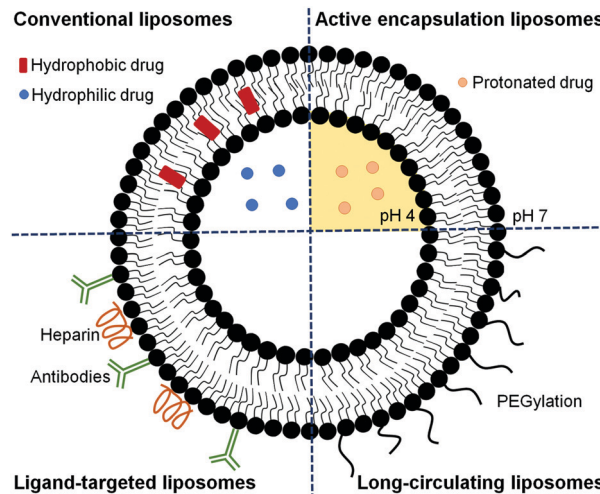 Conventional liposomes
Active encapsulation liposomes
Hydrophobic drug
Hydrophilic drug
Protonated drug
pH 4
pH 7
Heparin
Antibodies
PEGylation
Ligand-targeted liposomes
Long-circulating liposomes